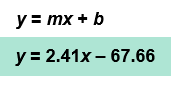 y = mx + b
y = 2.41x – 67.66